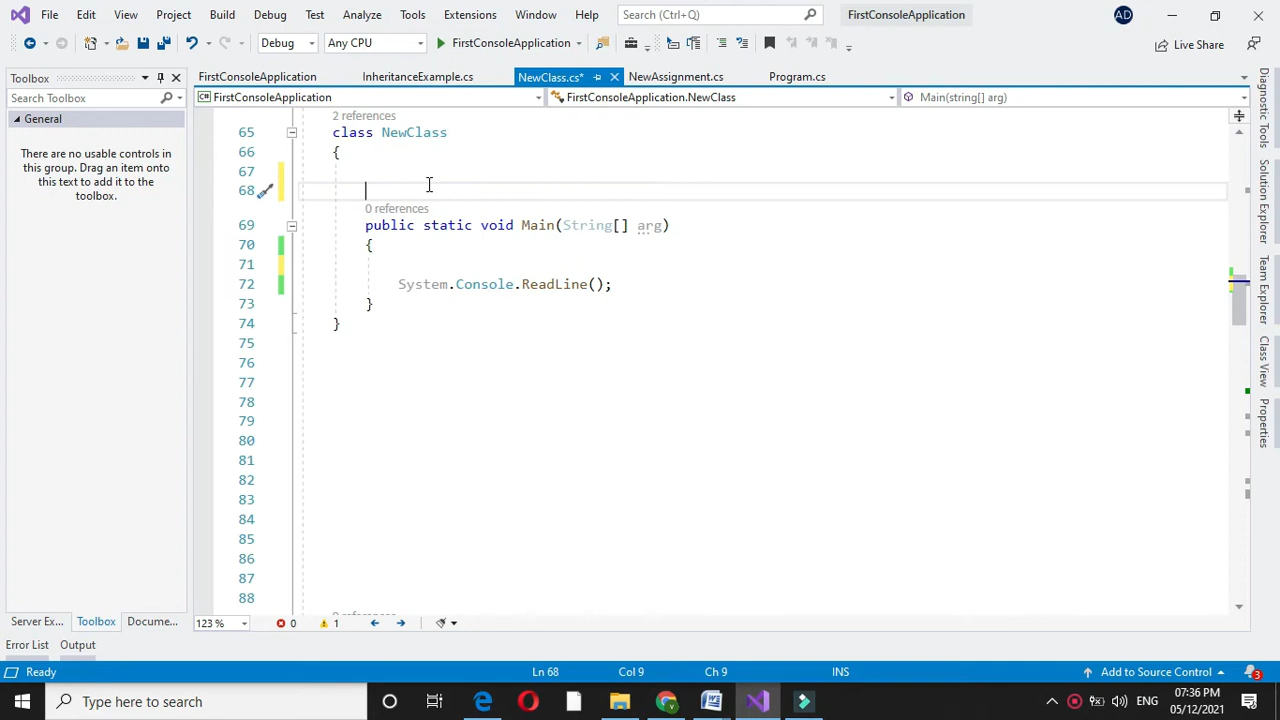 File Edit View Project Build Debug Test Analyze Tools Extensions Window Help Search (Ctrl+Q) FirstConsoleApplication AD
Debug Any CPU FirstConsoleApplication Live Share
Toolbox
Search Toolbox
General
There are no usable controls in
this group. Drag an item onto
this text to add it to the
toolbox.
Server Ex... Toolbox Docume...
FirstConsoleApplication InheritanceExample.cs NewClass.cs* NewAssignment.cs Program.cs
FirstConsoleApplication FirstConsoleApplication.NewClass Main(string[] arg)
2 references
65 class NewClass
66 {
67
68
0 references
69 public static void Main(String[] arg)
70 {
71
72 System.Console.ReadLine();
73 }
74 }
75
76
77
78
79
80
81
82
83
84
85
86
87
88
123 % 0 1
Diagnostic Tools
Solution Explorer
Team Explorer
Class View
Properties
Error List Output
Ready Ln 68 Col 9 Ch 9 INS Add to Source Control 3
Type here to search ENG 07:36 PM
05/12/2021